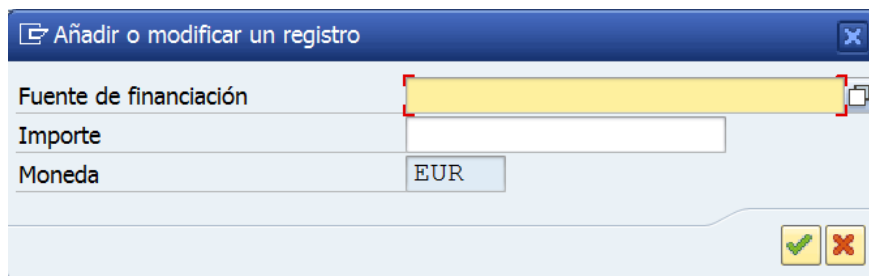 Añadir o modificar un registro
Fuente de financiación
Importe
Moneda EUR